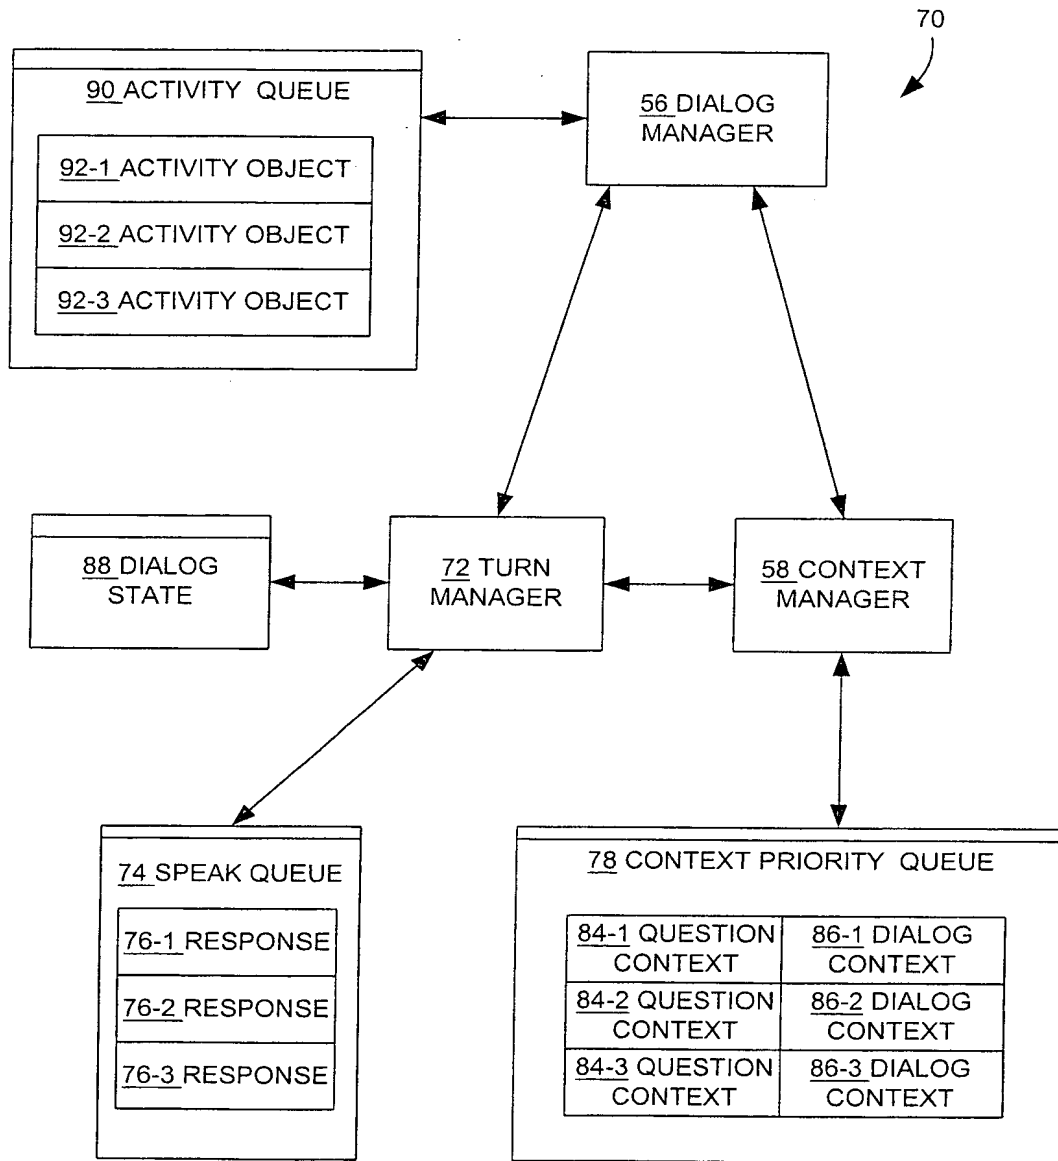 70
90 ACTIVITY QUEUE
92-1 ACTIVITY OBJECT
92-2 ACTIVITY OBJECT
92-3 ACTIVITY OBJECT
56 DIALOG
MANAGER
88 DIALOG
STATE
72 TURN
MANAGER
58 CONTEXT
MANAGER
74 SPEAK QUEUE
76-1 RESPONSE
76-2 RESPONSE
76-3 RESPONSE
78 CONTEXT PRIORITY QUEUE
84-1 QUESTION
CONTEXT
86-1 DIALOG
CONTEXT
84-2 QUESTION
CONTEXT
86-2 DIALOG
CONTEXT
84-3 QUESTION
CONTEXT
86-3 DIALOG
CONTEXT